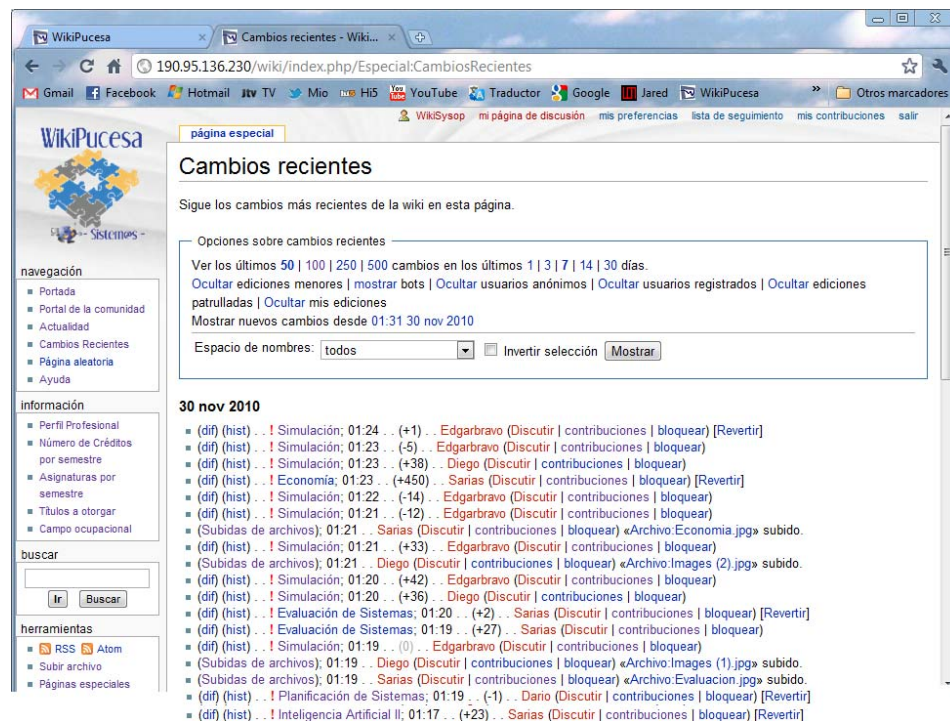 WikiPucesa
Cambios recientes - Wiki...
190.95.136.230/wiki/index.php/Especial:CambiosRecientes
Gmail Facebook Hotmail JTV TV Mio Hi5 YouTube Traductor Google Jared WikiPucesa » Otros marcadores
WikiSysop mi página de discusión mis preferencias lista de seguimiento mis contribuciones salir
WikiPucesa
- Sistemas -
navegación
Portada
Portal de la comunidad
Actualidad
Cambios Recientes
Página aleatoria
Ayuda
información
Perfil Profesional
Número de Créditos
por semestre
Asignaturas por
semestre
Títulos a otorgar
Campo ocupacional
buscar
Ir Buscar
herramientas
RSS Atom
Subir archivo
Páginas especiales
página especial
Cambios recientes
Sigue los cambios más recientes de la wiki en esta página.
Opciones sobre cambios recientes
Ver los últimos 50 | 100 | 250 | 500 cambios en los últimos 1 | 3 | 7 | 14 | 30 días.
Ocultar ediciones menores | mostrar bots | Ocultar usuarios anónimos | Ocultar usuarios registrados | Ocultar ediciones
patrulladas | Ocultar mis ediciones
Mostrar nuevos cambios desde 01:31 30 nov 2010
Espacio de nombres: todos Invertir selección Mostrar
30 nov 2010
(dif) (hist) . . ! Simulación; 01:24 . . (+1) . . Edgarbravo (Discutir | contribuciones | bloquear) [Revertir]
(dif) (hist) . . ! Simulación; 01:23 . . (-5) . . Edgarbravo (Discutir | contribuciones | bloquear)
(dif) (hist) . . ! Simulación; 01:23 . . (+38) . . Diego (Discutir | contribuciones | bloquear)
(dif) (hist) . . ! Economía; 01:23 . . (+450) . . Sarias (Discutir | contribuciones | bloquear) [Revertir]
(dif) (hist) . . ! Simulación; 01:22 . . (-14) . . Edgarbravo (Discutir | contribuciones | bloquear)
(dif) (hist) . . ! Simulación; 01:21 . . (-12) . . Edgarbravo (Discutir | contribuciones | bloquear)
(Subidas de archivos); 01:21 . . Sarias (Discutir | contribuciones | bloquear) «Archivo:Economia.jpg» subido.
(dif) (hist) . . ! Simulación; 01:21 . . (+33) . . Edgarbravo (Discutir | contribuciones | bloquear)
(Subidas de archivos); 01:21 . . Diego (Discutir | contribuciones | bloquear) «Archivo:Images (2).jpg» subido.
(dif) (hist) . . ! Simulación; 01:20 . . (+42) . . Edgarbravo (Discutir | contribuciones | bloquear)
(dif) (hist) . . ! Simulación; 01:20 . . (+36) . . Diego (Discutir | contribuciones | bloquear)
(dif) (hist) . . ! Evaluación de Sistemas; 01:20 . . (+2) . . Sarias (Discutir | contribuciones | bloquear) [Revertir]
(dif) (hist) . . ! Evaluación de Sistemas; 01:19 . . (+27) . . Sarias (Discutir | contribuciones | bloquear)
(dif) (hist) . . ! Simulación; 01:19 . . (0) . . Edgarbravo (Discutir | contribuciones | bloquear)
(Subidas de archivos); 01:19 . . Diego (Discutir | contribuciones | bloquear) «Archivo:Images (1).jpg» subido.
(Subidas de archivos); 01:19 . . Sarias (Discutir | contribuciones | bloquear) «Archivo:Evaluacion.jpg» subido.
(dif) (hist) . . ! Planificación de Sistemas; 01:19 . . (-1) . . Dario (Discutir | contribuciones | bloquear) [Revertir]
(dif) (hist) . . ! Inteligencia Artificial II; 01:17 . . (+23) . . Sarias (Discutir | contribuciones | bloquear) [Revertir]